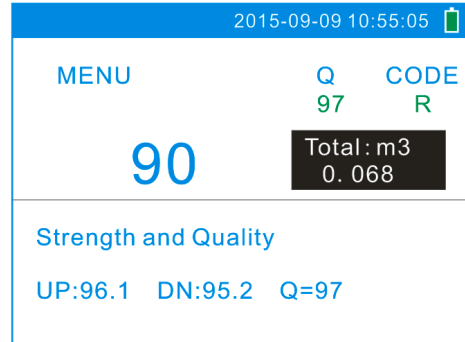 2015-09-09 10:55:05
MENU Q CODE
97 R
90 Total:m3
0.068
Strength and Quality
UP:96.1 DN:95.2 Q=97